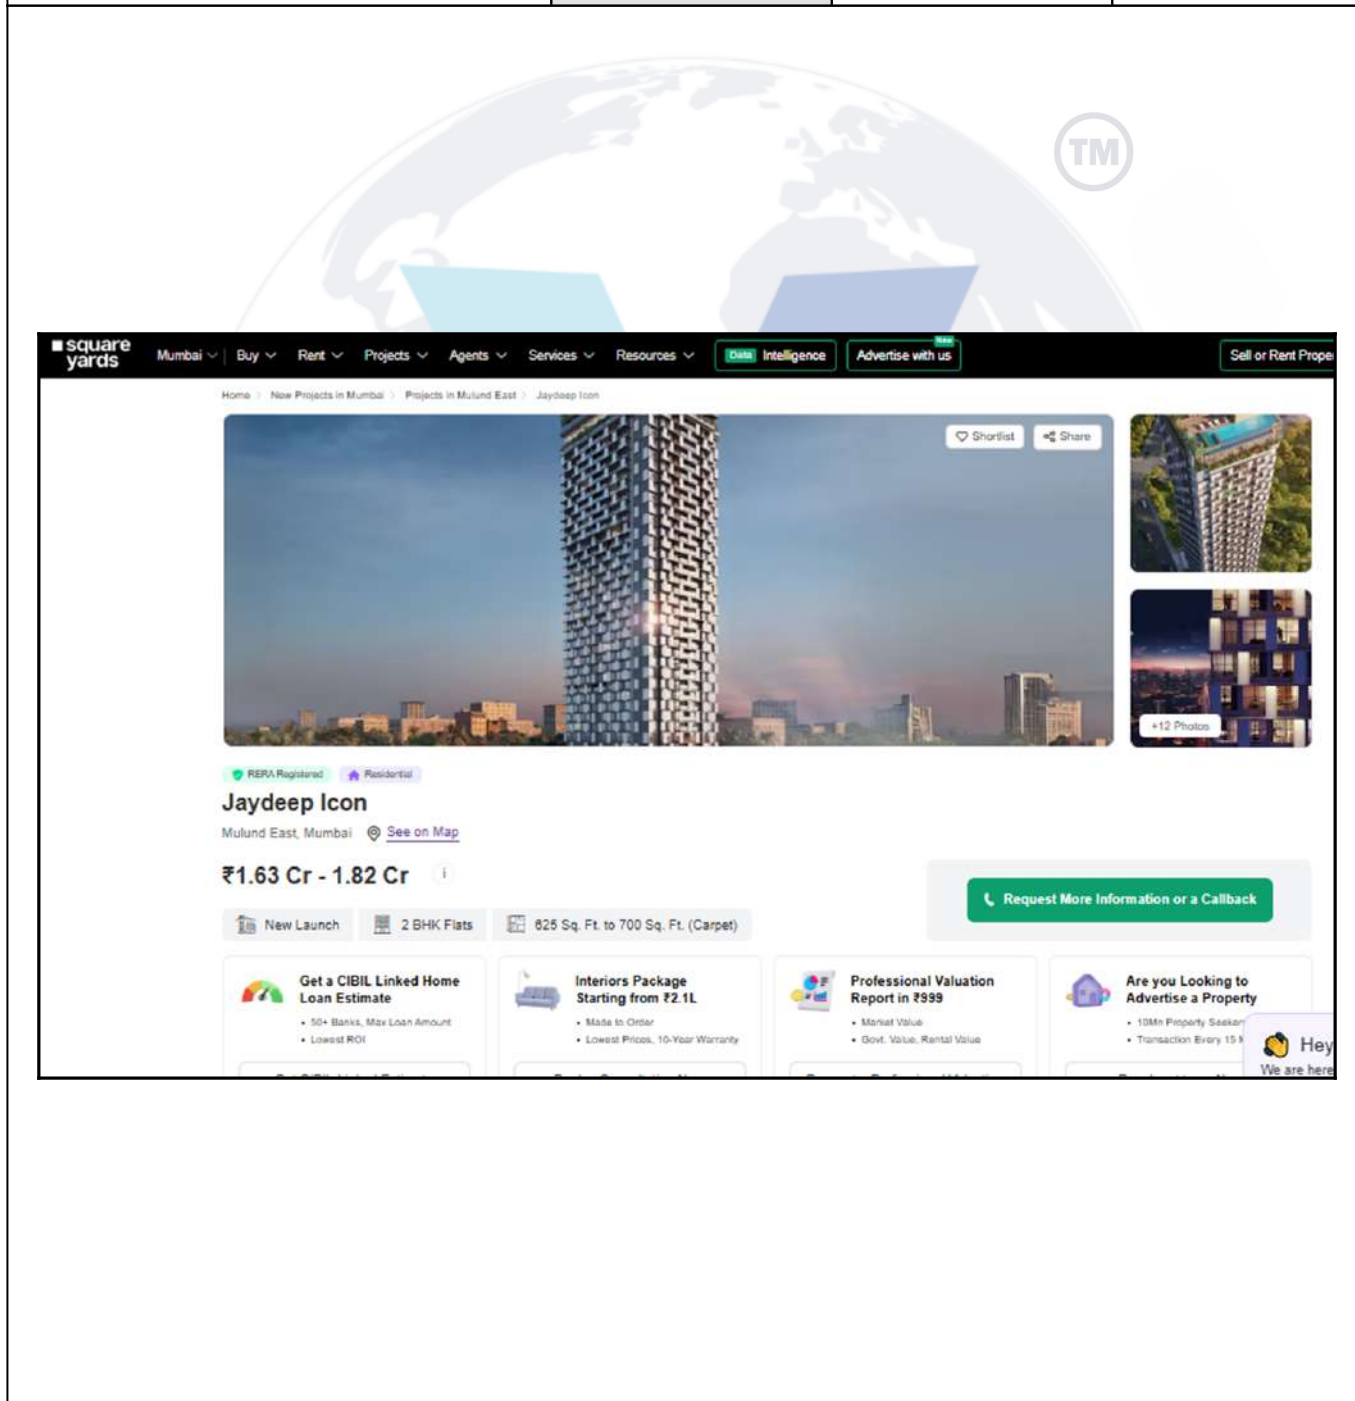 TM
square yards
Mumbai Buy Rent Projects Agents Services Resources Data Intelligence Advertise with us New Sell or Rent
Home > New Projects in Mumbai > Projects in Mulund East > Jaydeep Icon
Shortlist Share
+12 Photos
RERA Registered Residential
Jaydeep Icon
Mulund East, Mumbai See on Map
₹1.63 Cr - 1.82 Cr i
Request More Information or a Callback
New Launch 2 BHK Flats 625 Sq. Ft. to 700 Sq. Ft. (Carpet)
Get a CIBIL Linked Home
Loan Estimate
• 50+ Banks, Max Loan Amount
• Lowest ROI
Interiors Package
Starting from ₹2.1L
• Made to Order
• Lowest Prices, 10-Year Warranty
Professional Valuation
Report in ₹999
• Market Value
• Govt. Value, Rental Value
Are you Looking to
Advertise a Property
• 10Mn Property
• Transaction Every 15
Hey
We are here